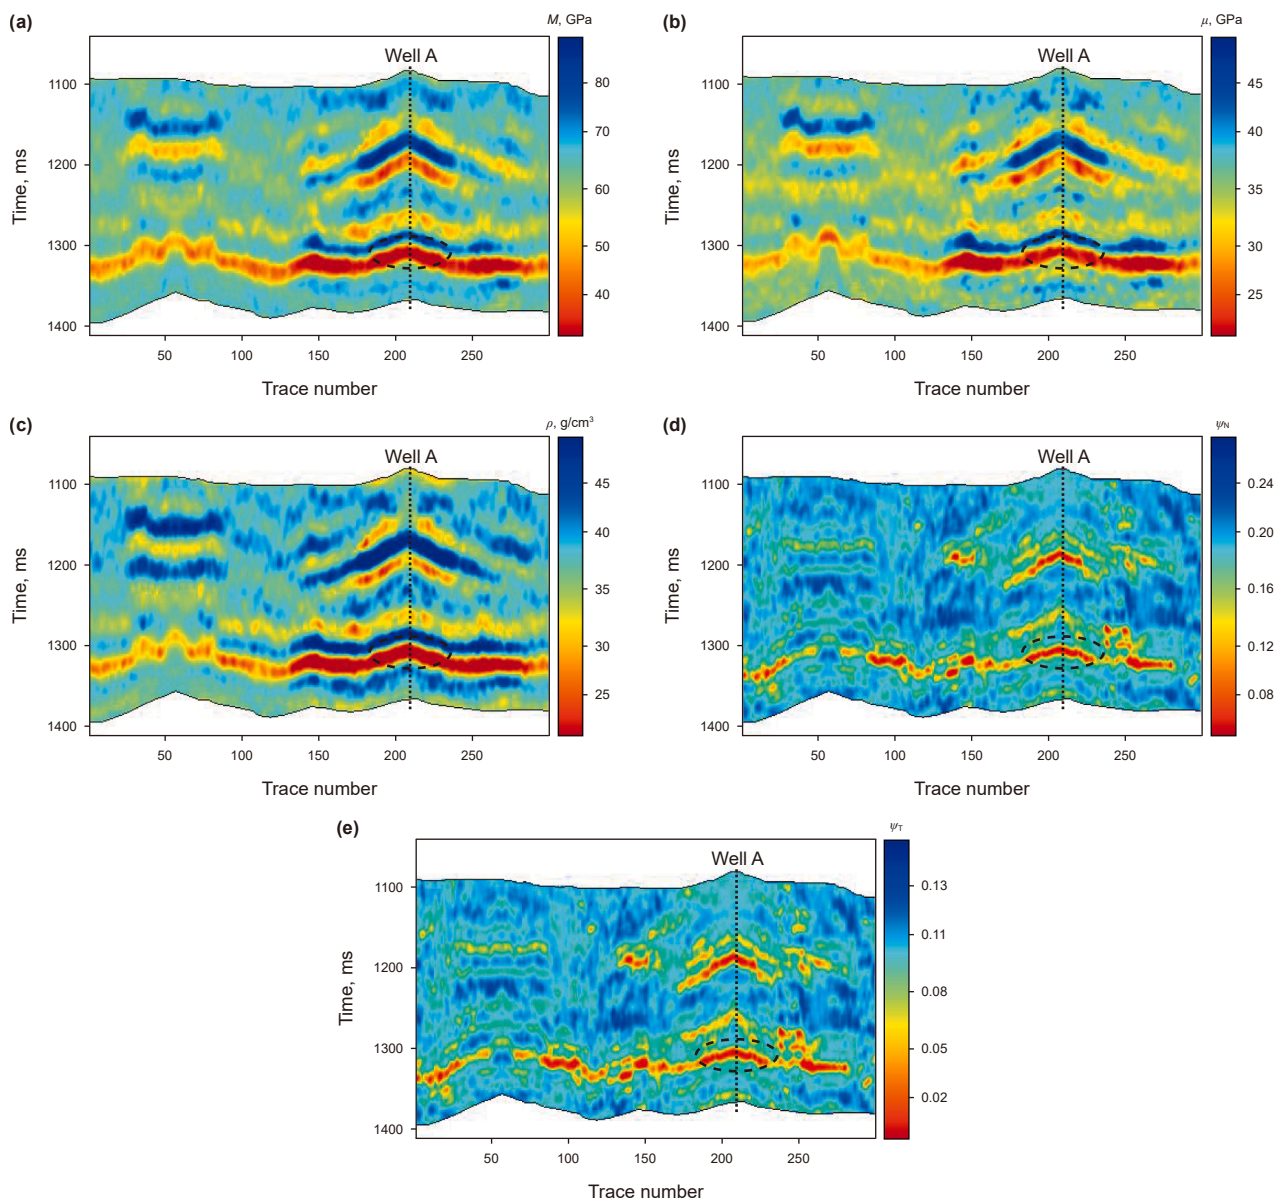 (a)
M, GPa
Well A
1100
1200
1300
1400
Time, ms
50
100
150
200
250
Trace number
80
70
60
50
40
(b)
μ, GPa
Well A
1100
1200
1300
1400
Time, ms
50
100
150
200
250
Trace number
45
40
35
30
25
(c)
ρ, g/cm³
Well A
1100
1200
1300
1400
Time, ms
50
100
150
200
250
Trace number
45
40
35
30
25
(d)
ψN
Well A
1100
1200
1300
1400
Time, ms
50
100
150
200
250
Trace number
0.24
0.20
0.16
0.12
0.08
(e)
ψT
Well A
1100
1200
1300
1400
Time, ms
50
100
150
200
250
Trace number
0.13
0.11
0.08
0.05
0.02